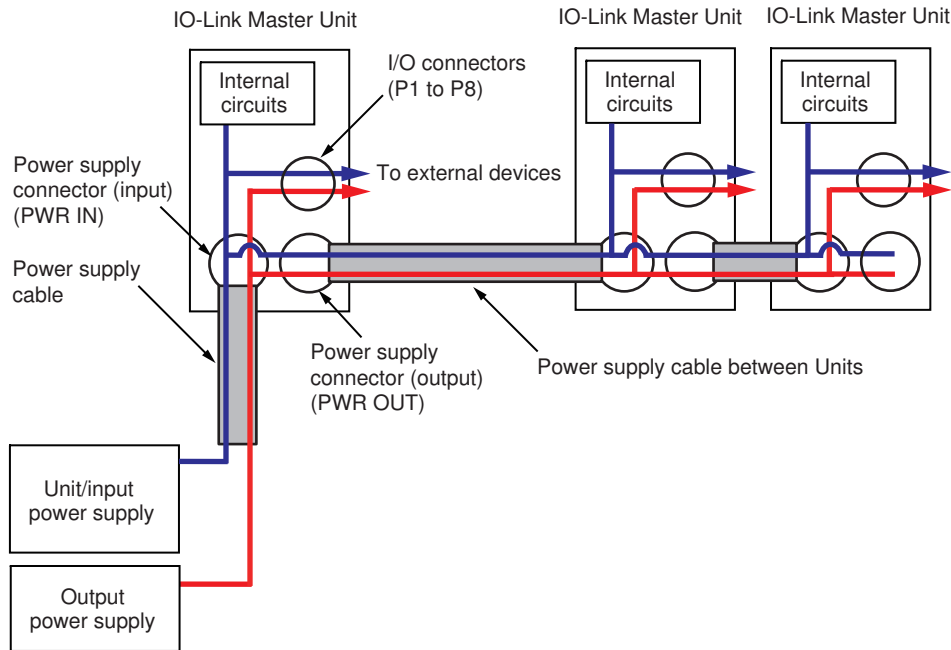 IO-Link Master Unit
IO-Link Master Unit
IO-Link Master Unit
Internal
circuits
I/O connectors
(P1 to P8)
Internal
circuits
Internal
circuits
Power supply
connector (input)
(PWR IN)
To external devices
Power supply
cable
Power supply
connector (output)
(PWR OUT)
Power supply cable between Units
Unit/input
power supply
Output
power supply